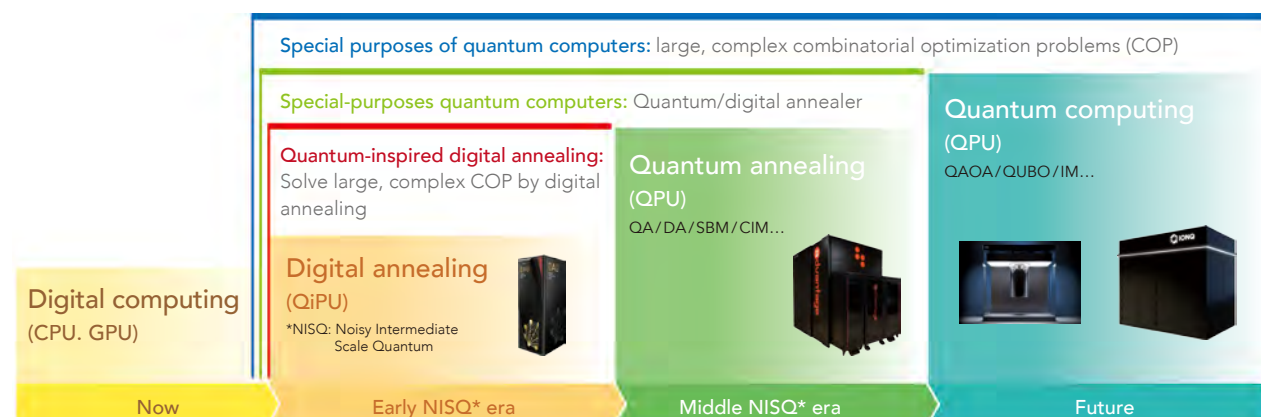 Special purposes of quantum computers: large, complex combinatorial optimization problems (COP)
Special-purposes quantum computers: Quantum/digital annealer
Quantum-inspired digital annealing:
Solve large, complex COP by digital
annealing
Digital computing
(CPU. GPU)
Digital annealing
(QiPU)
*NISQ: Noisy Intermediate
Scale Quantum
Quantum annealing
(QPU)
QA/DA/SBM/CIM...
Advantage
Quantum computing
(QPU)
QAOA/QUBO/IM...
IONQ
Now
Early NISQ* era
Middle NISQ* era
Future